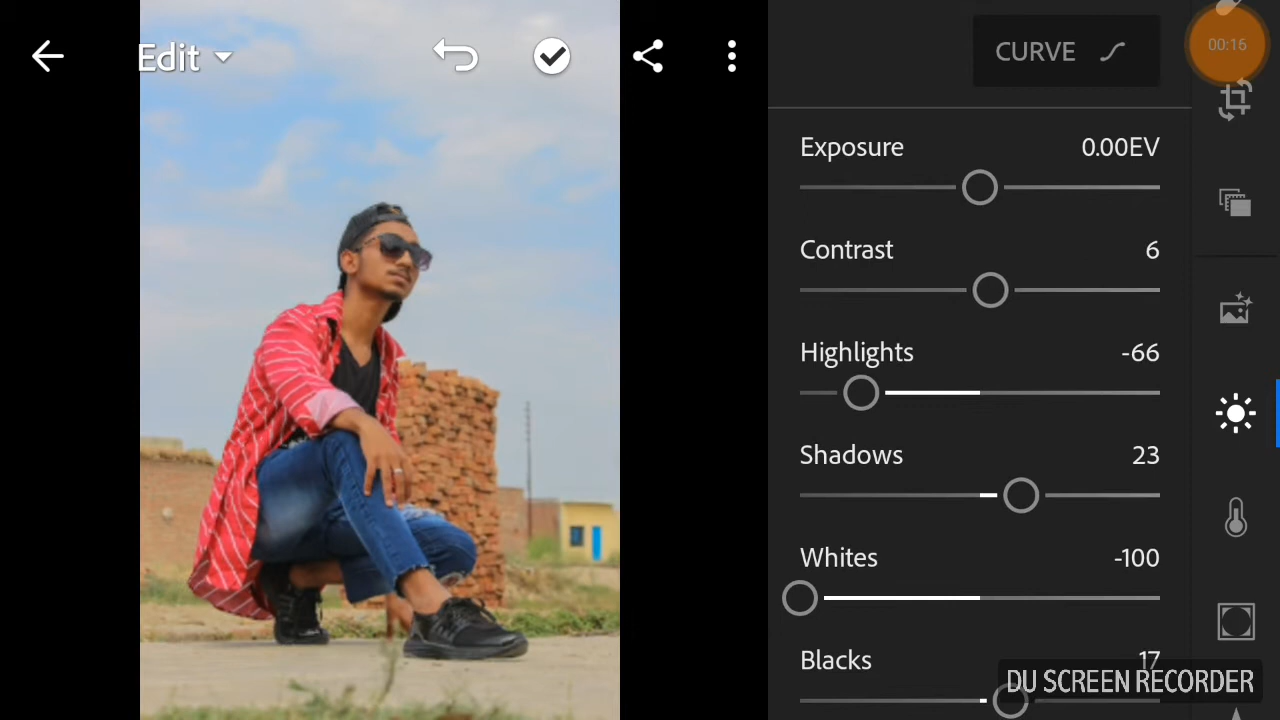 Edit
CURVE
00:16
Exposure 0.00EV
Contrast 6
Highlights -66
Shadows 23
Whites -100
Blacks 17
DU SCREEN RECORDER